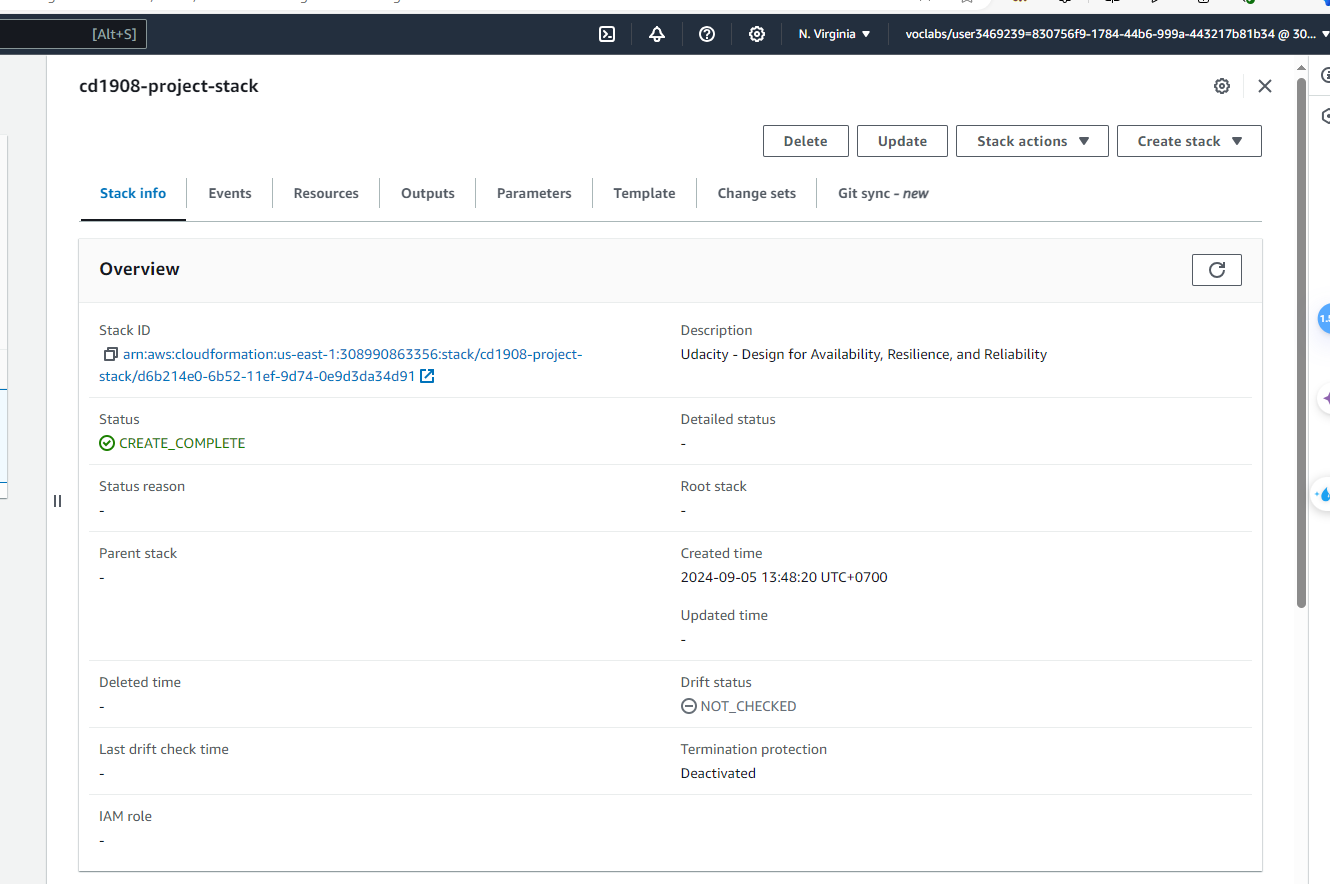 [Alt+S]
N. Virginia
voclabs/user3469239=830756f9-1784-44b6-999a-443217b81b34 @ 30...
cd1908-project-stack
Delete
Update
Stack actions
Create stack
Stack info
Events
Resources
Outputs
Parameters
Template
Change sets
Git sync - new
Overview
Stack ID
arn:aws:cloudformation:us-east-1:308990863356:stack/cd1908-project-
stack/d6b214e0-6b52-11ef-9d74-0e9d3da34d91
Description
Udacity - Design for Availability, Resilience, and Reliability
Status
CREATE_COMPLETE
Detailed status
-
Status reason
-
Root stack
-
Parent stack
-
Created time
2024-09-05 13:48:20 UTC+0700
Updated time
-
Deleted time
-
Drift status
NOT_CHECKED
Last drift check time
-
Termination protection
Deactivated
IAM role
-